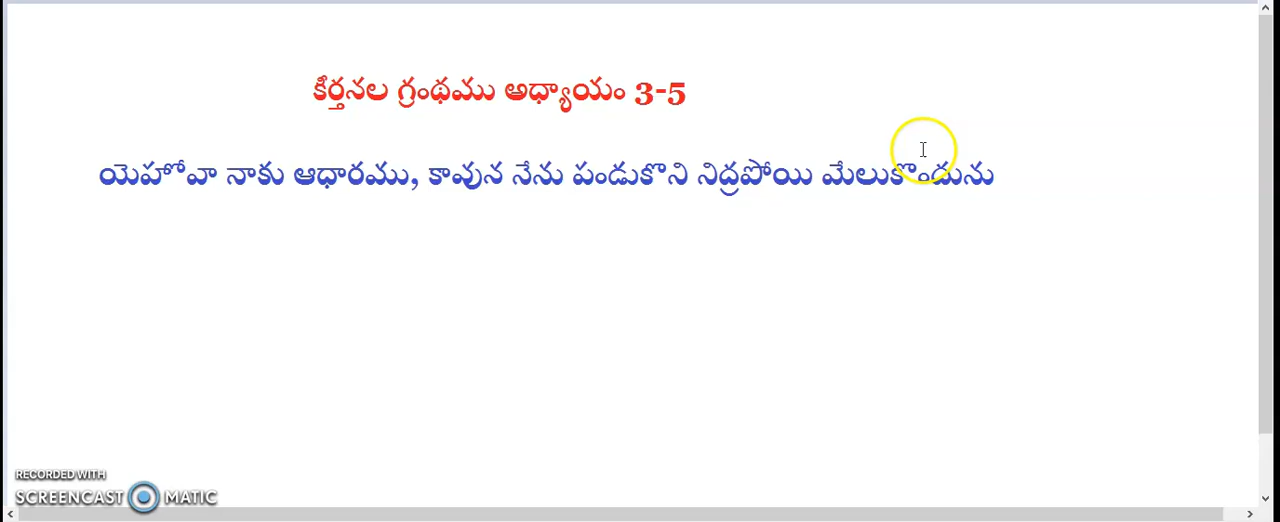 కీర్తనల గ్రంథము అధ్యాయం 3-5
యెహోవా నాకు ఆధారము, కావున నేను పండుకొని నిద్రపోయి మేలుకొందును
RECORDED WITH
SCREENCAST MATIC